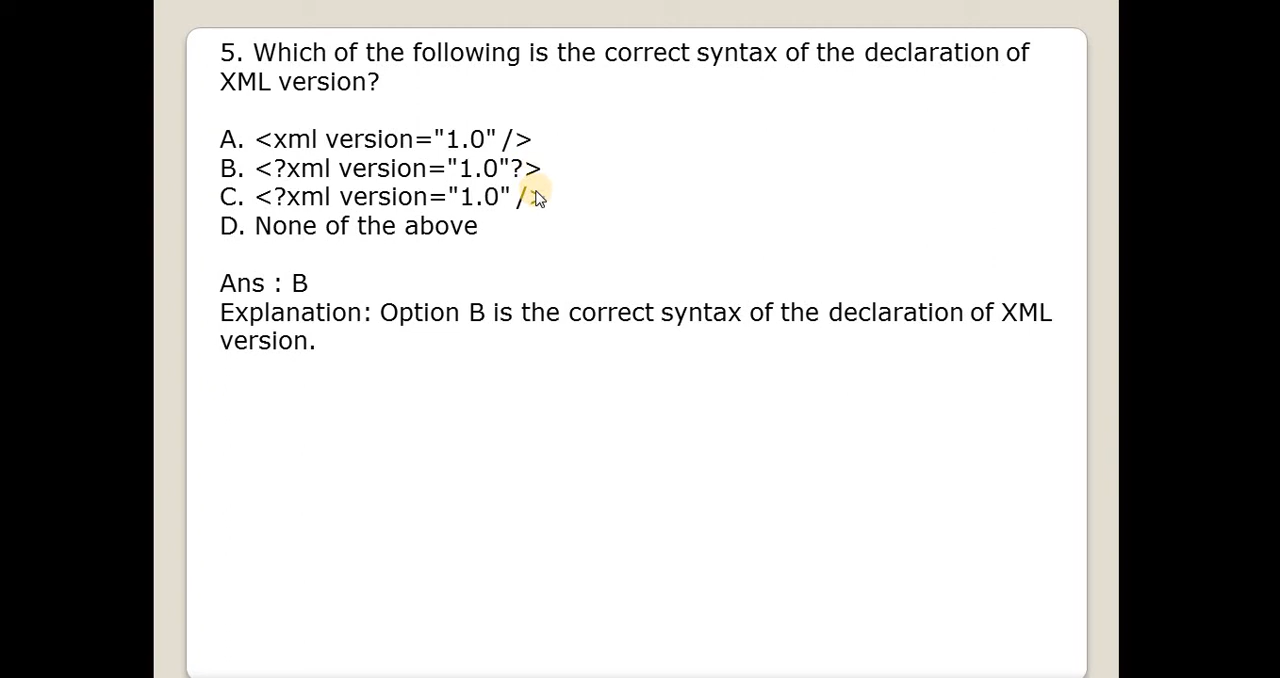 5. Which of the following is the correct syntax of the declaration of
XML version?
A. <xml version="1.0" />
B. <?xml version="1.0"?>
C. <?xml version="1.0" />
D. None of the above
Ans : B
Explanation: Option B is the correct syntax of the declaration of XML
version.